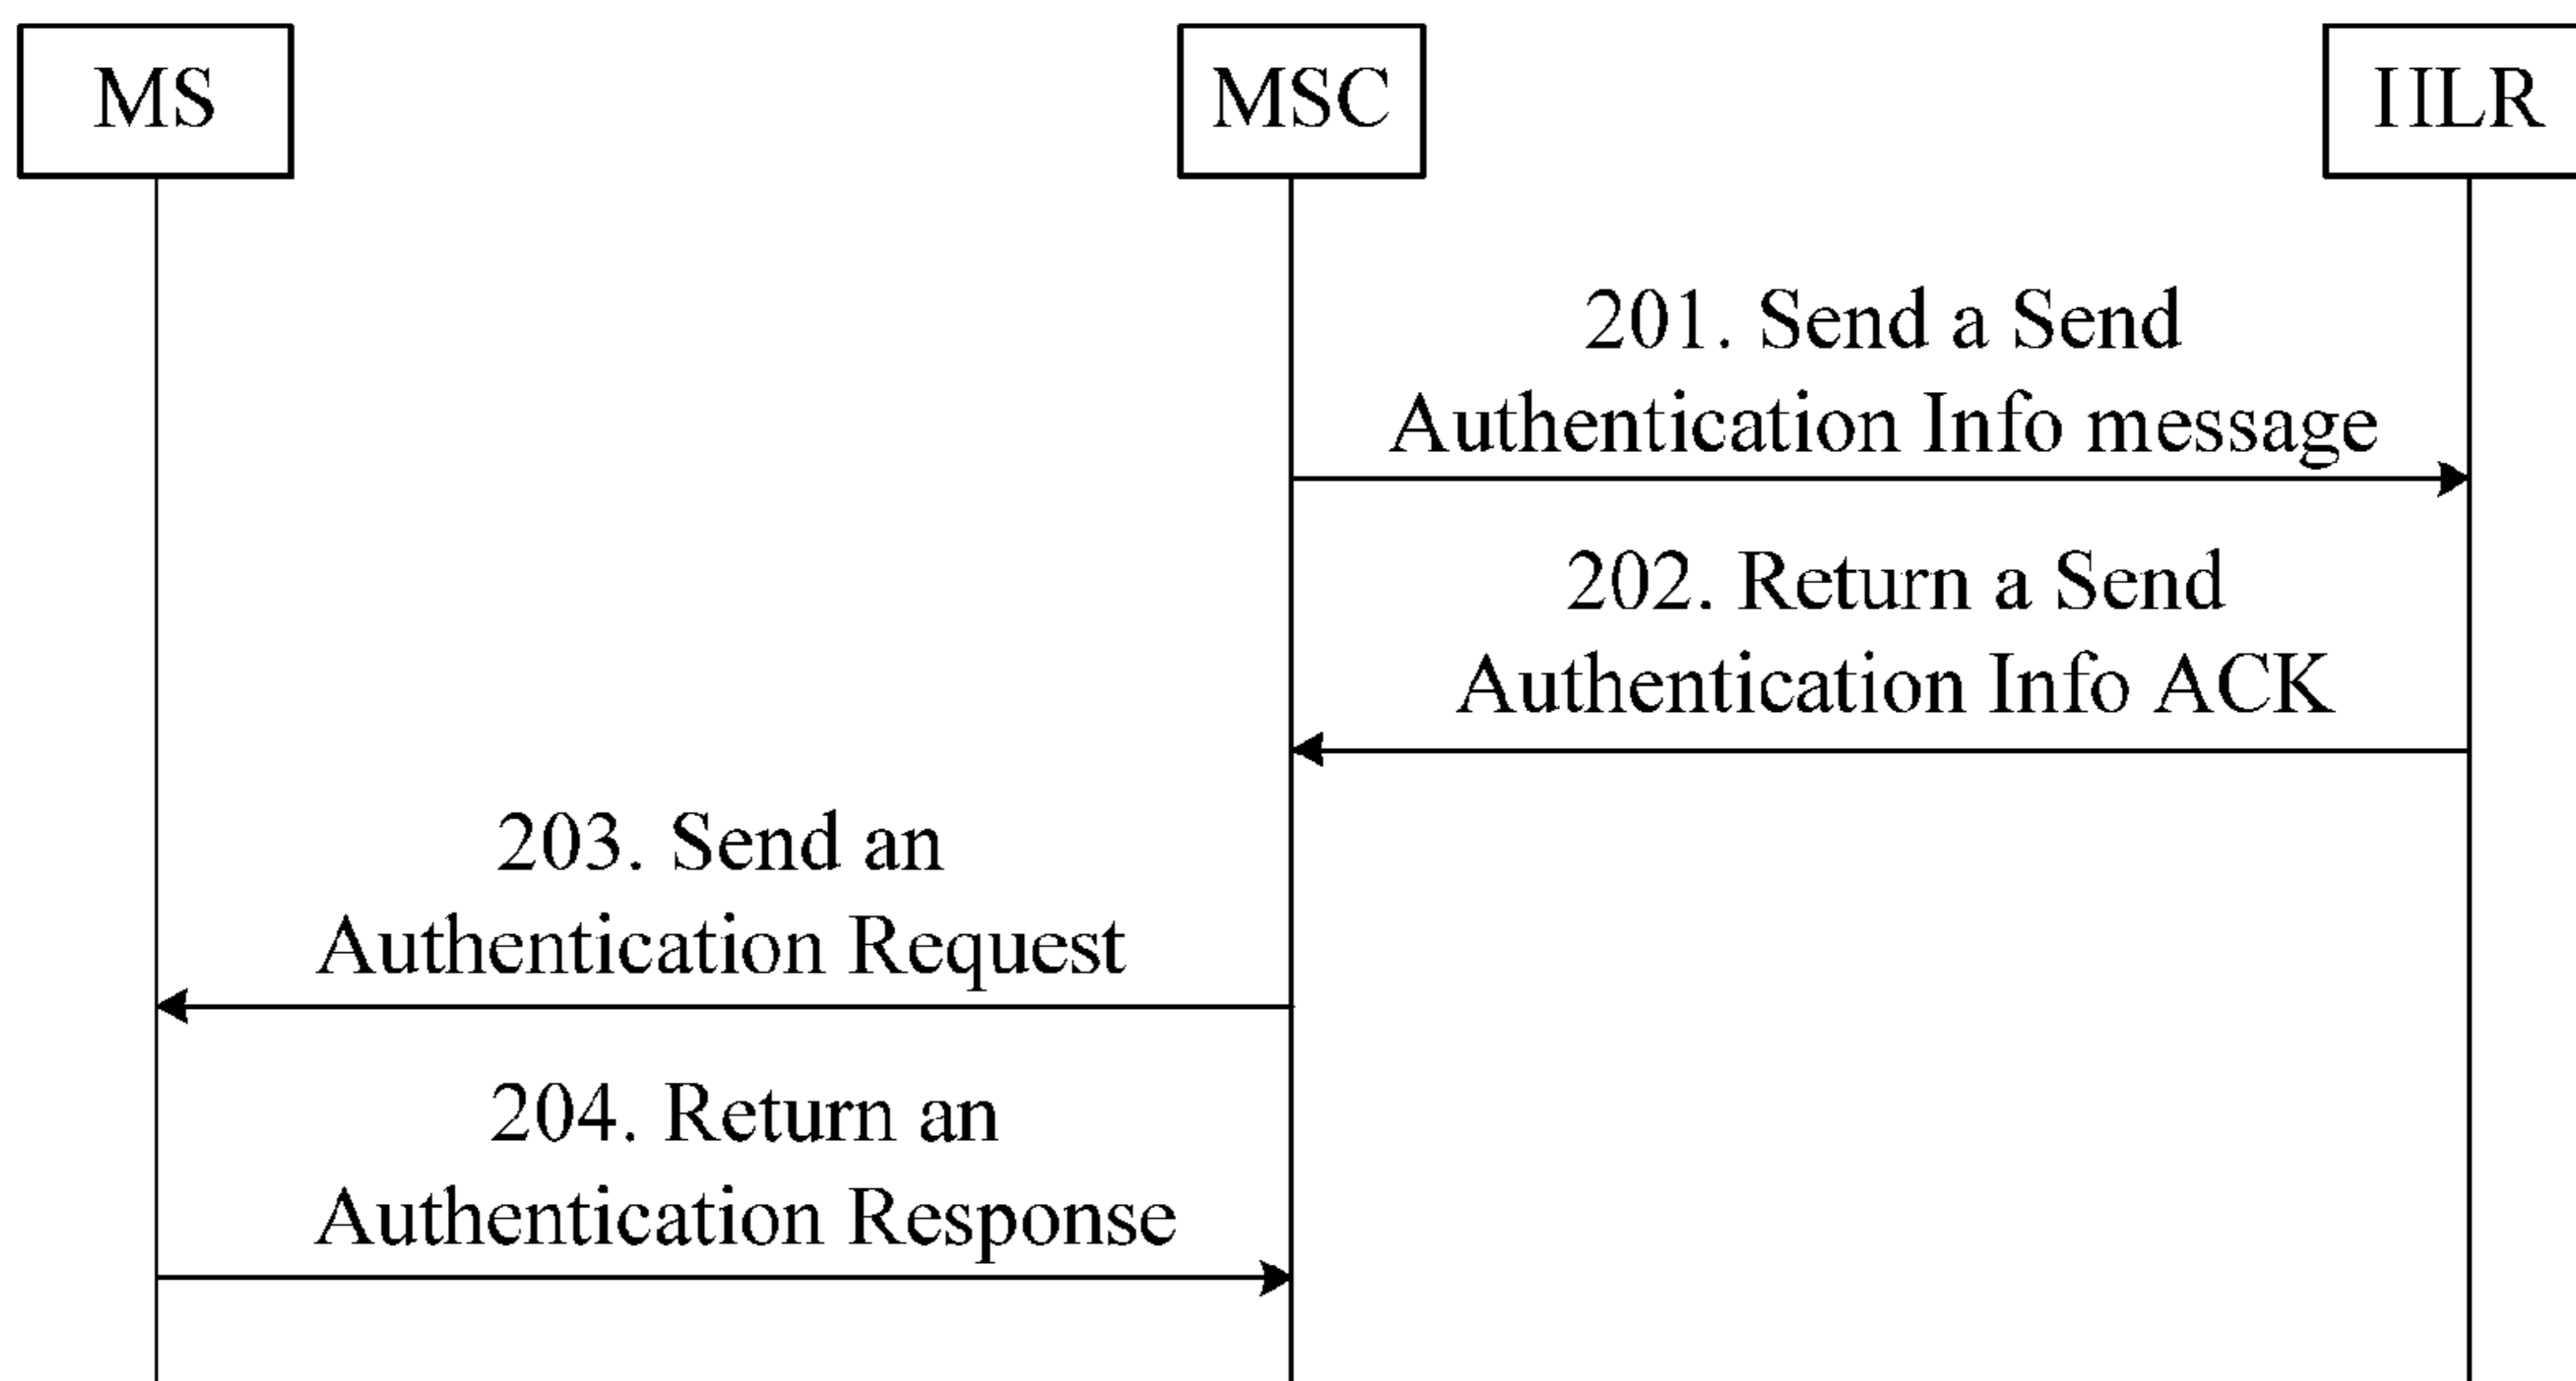 MS
MSC
HLR
201. Send a Send
Authentication Info message
202. Return a Send
Authentication Info ACK
203. Send an
Authentication Request
204. Return an
Authentication Response